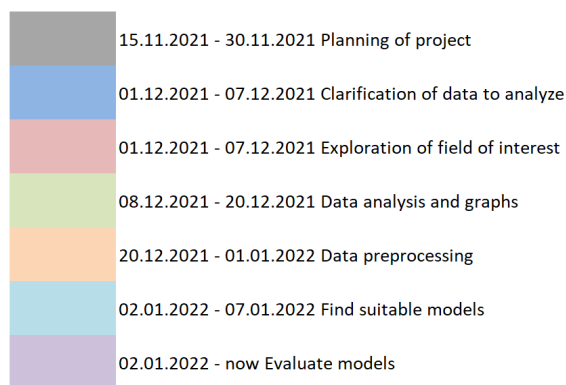 15.11.2021 - 30.11.2021 Planning of project
01.12.2021 - 07.12.2021 Clarification of data to analyze
01.12.2021 - 07.12.2021 Exploration of field of interest
08.12.2021 - 20.12.2021 Data analysis and graphs
20.12.2021 - 01.01.2022 Data preprocessing
02.01.2022 - 07.01.2022 Find suitable models
02.01.2022 - now Evaluate models